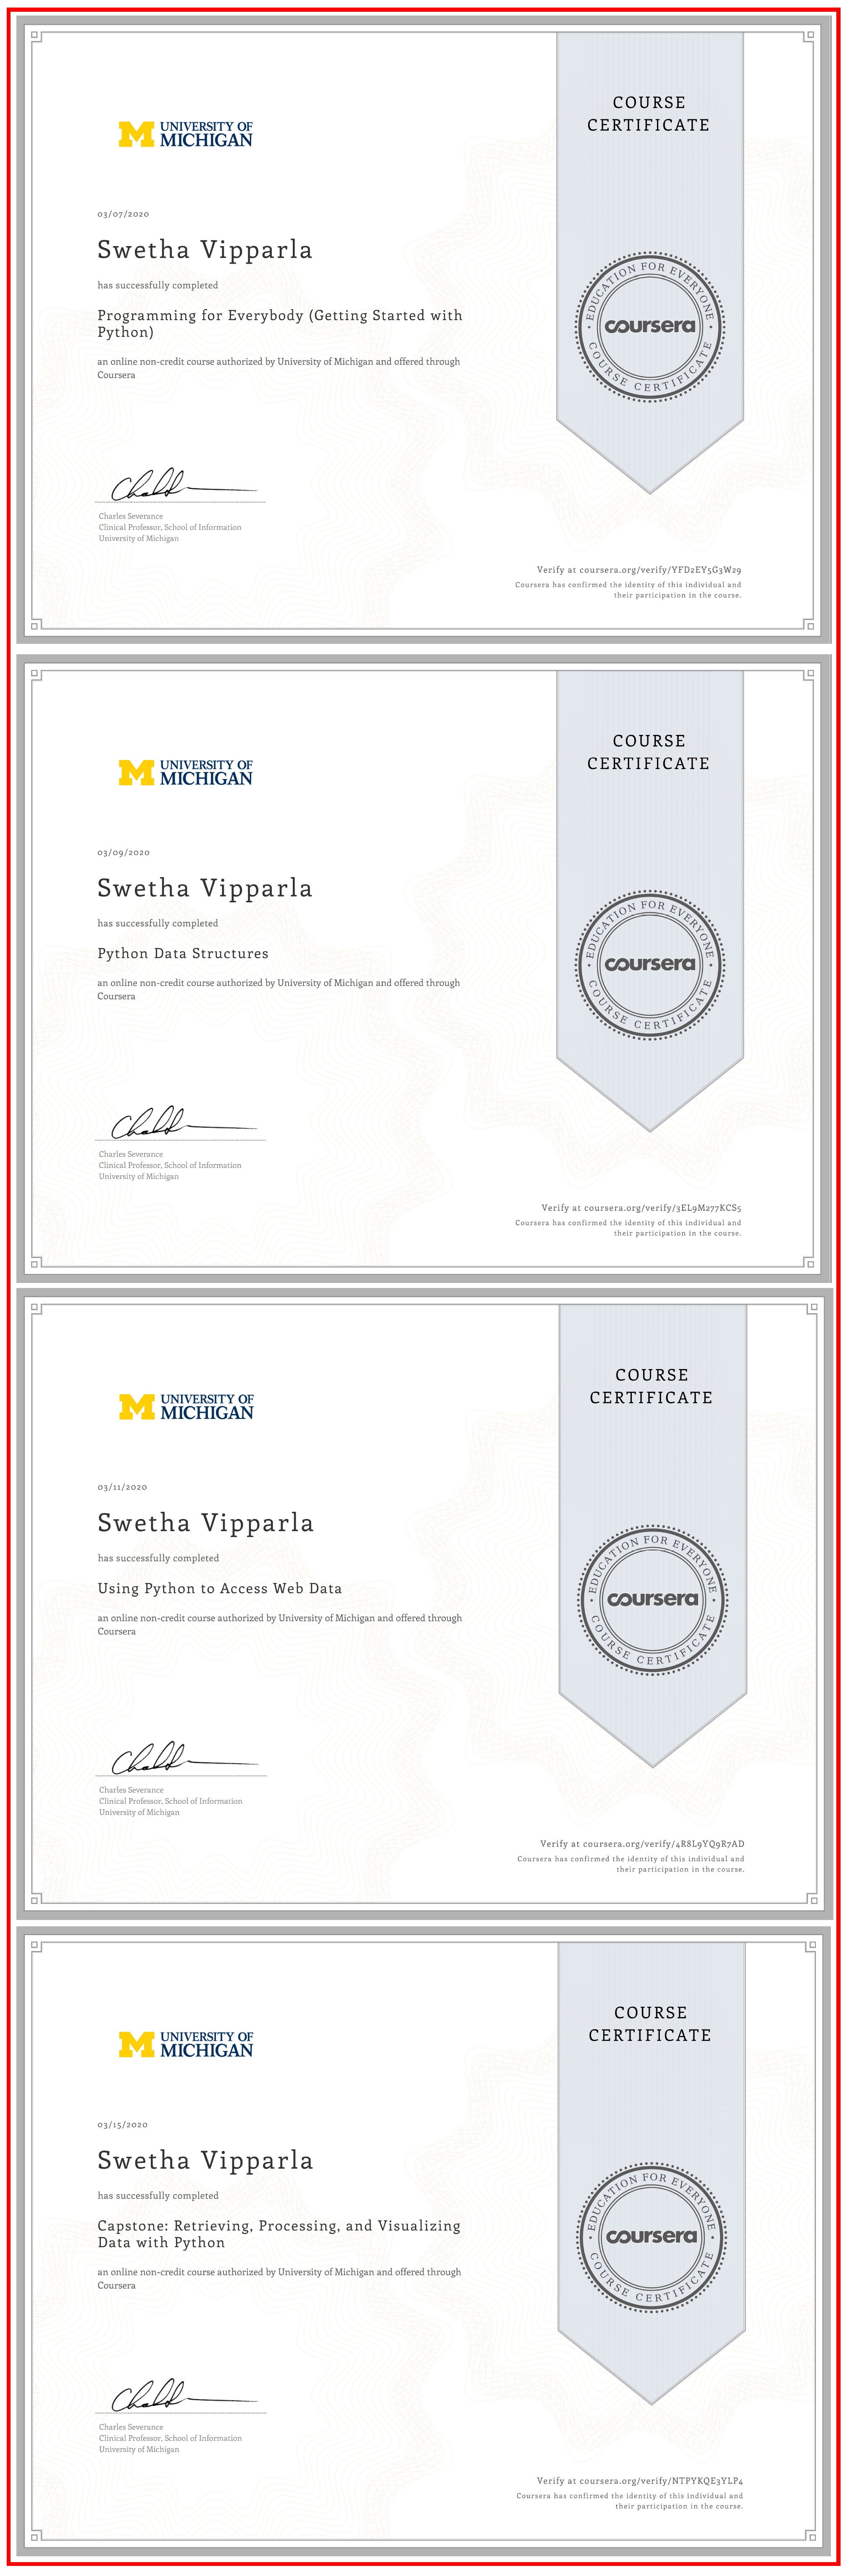 UNIVERSITY OF
MICHIGAN
COURSE
CERTIFICATE
03/07/2020
Swetha Vipparla
has successfully completed
Programming for Everybody (Getting Started with
Python)
an online non-credit course authorized by University of Michigan and offered through
Coursera
EDUCATION FOR EVERYONE
coursera
COURSE CERTIFICATE
Charles Severance
Clinical Professor, School of Information
University of Michigan
Verify at coursera.org/verify/YFD2EY5G3W29
Coursera has confirmed the identity of this individual and
their participation in the course.
UNIVERSITY OF
MICHIGAN
COURSE
CERTIFICATE
03/09/2020
Swetha Vipparla
has successfully completed
Python Data Structures
an online non-credit course authorized by University of Michigan and offered through
Coursera
EDUCATION FOR EVERYONE
coursera
COURSE CERTIFICATE
Charles Severance
Clinical Professor, School of Information
University of Michigan
Verify at coursera.org/verify/3EL9M277KCS5
Coursera has confirmed the identity of this individual and
their participation in the course.
UNIVERSITY OF
MICHIGAN
COURSE
CERTIFICATE
03/11/2020
Swetha Vipparla
has successfully completed
Using Python to Access Web Data
an online non-credit course authorized by University of Michigan and offered through
Coursera
EDUCATION FOR EVERYONE
coursera
COURSE CERTIFICATE
Charles Severance
Clinical Professor, School of Information
University of Michigan
Verify at coursera.org/verify/4R8L9YQ9R7AD
Coursera has confirmed the identity of this individual and
their participation in the course.
UNIVERSITY OF
MICHIGAN
COURSE
CERTIFICATE
03/15/2020
Swetha Vipparla
has successfully completed
Capstone: Retrieving, Processing, and Visualizing
Data with Python
an online non-credit course authorized by University of Michigan and offered through
Coursera
EDUCATION FOR EVERYONE
coursera
COURSE CERTIFICATE
Charles Severance
Clinical Professor, School of Information
University of Michigan
Verify at coursera.org/verify/NTPYKQE3YLP4
Coursera has confirmed the identity of this individual and
their participation in the course.